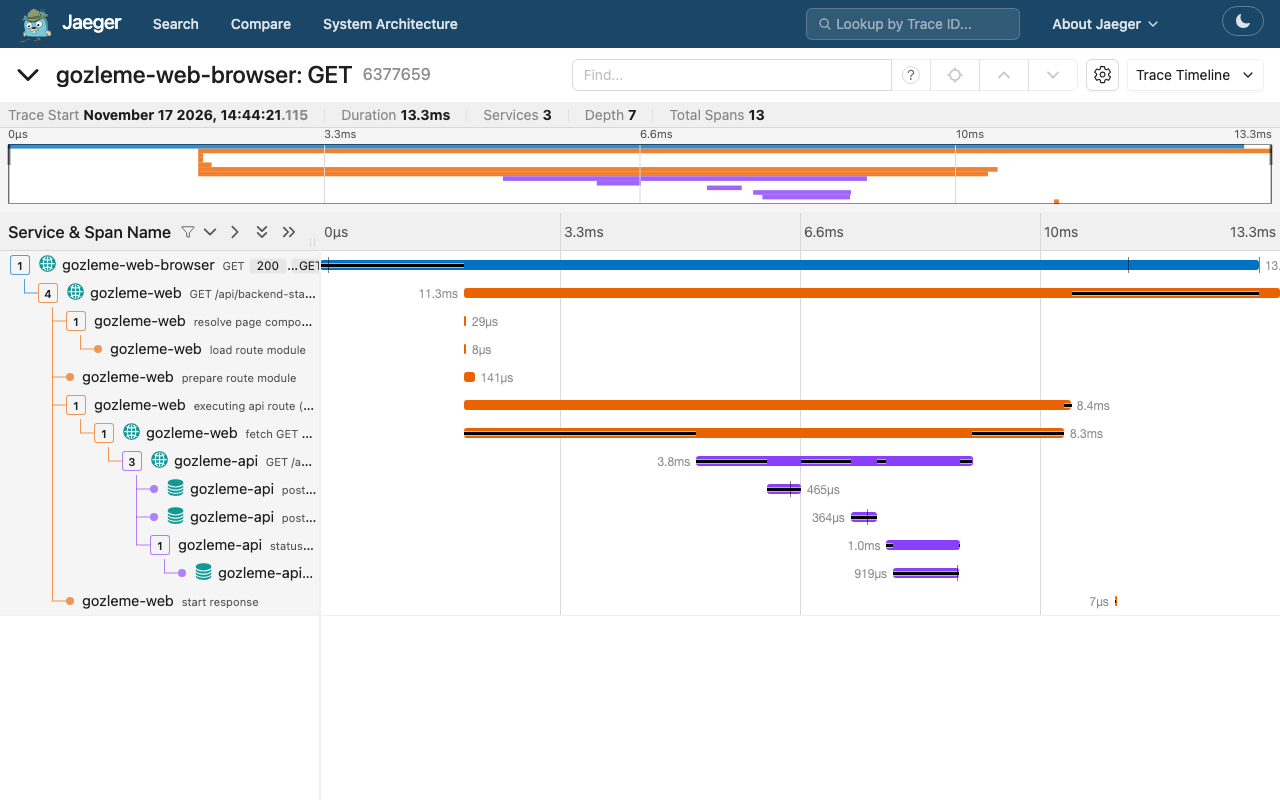 Jaeger Search Compare System Architecture Lookup by Trace ID... About Jaeger
gozleme-web-browser: GET 6377659 Find... ? Trace Timeline
Trace Start November 17 2026, 14:44:21.115 Duration 13.3ms Services 3 Depth 7 Total Spans 13
0μs 3.3ms 6.6ms 10ms 13.3ms
Service & Span Name 0μs 3.3ms 6.6ms 10ms 13.3ms
1 gozleme-web-browser GET 200 ...GET 13.
4 gozleme-web GET /api/backend-sta... 11.3ms
1 gozleme-web resolve page compo... 29μs
gozleme-web load route module 8μs
gozleme-web prepare route module 141μs
1 gozleme-web executing api route (... 8.4ms
1 gozleme-web fetch GET ... 8.3ms
3 gozleme-api GET /a... 3.8ms
gozleme-api post... 465μs
gozleme-api post... 364μs
1 gozleme-api status... 1.0ms
gozleme-api... 919μs
gozleme-web start response 7μs